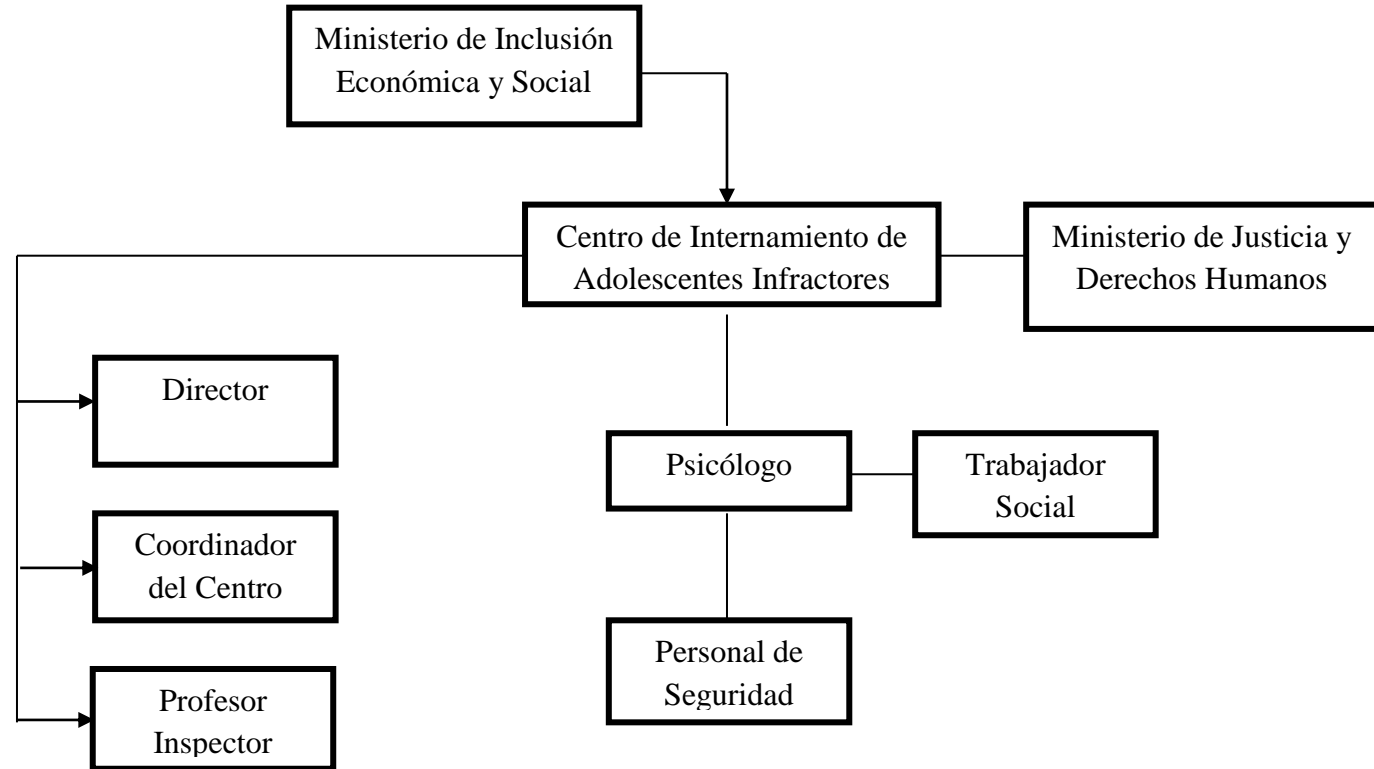 Ministerio de Inclusión
Económica y Social
Centro de Internamiento de
Adolescentes Infractores
Ministerio de Justicia y
Derechos Humanos
Director
Psicólogo
Trabajador
Social
Coordinador
del Centro
Personal de
Seguridad
Profesor
Inspector